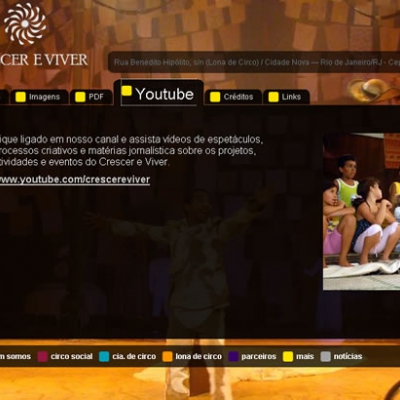 CER E VIVER
Rua Benedito Hipólito, s/n (Lona de Circo) / Cidade Nova — Rio de Janeiro/RJ - Cep
Imagens
PDF
Youtube
Créditos
Links
ique ligado em nosso canal e assista vídeos de espetáculos,
rocessos criativos e matérias jornalística sobre os projetos,
tividades e eventos do Crescer e Viver.
www.youtube.com/crescereviver
m somos
circo social
cia. de circo
lona de circo
parceiros
mais
notícias